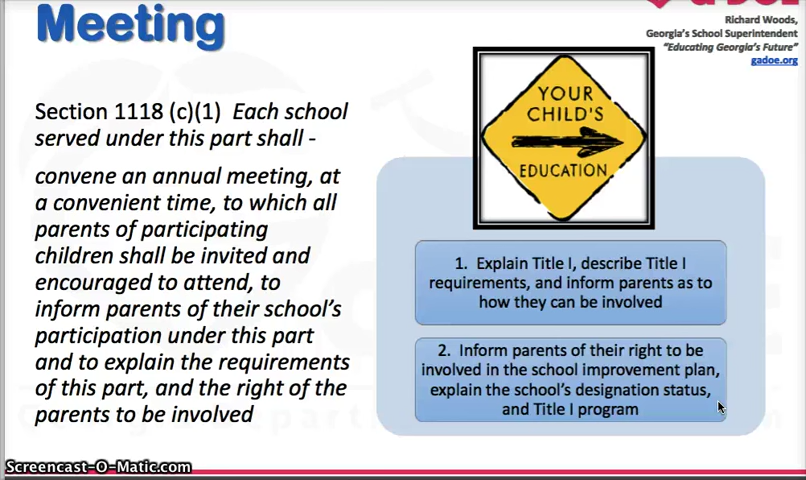 Meeting
Richard Woods,
Georgia's School Superintendent
"Educating Georgia's Future"
gadoe.org
Section 1118 (c)(1) Each school
served under this part shall -
convene an annual meeting, at
a convenient time, to which all
parents of participating
children shall be invited and
encouraged to attend, to
inform parents of their school's
participation under this part
and to explain the requirements
of this part, and the right of the
parents to be involved
YOUR
CHILD'S
EDUCATION
1. Explain Title I, describe Title I
requirements, and inform parents as to
how they can be involved
2. Inform parents of their right to be
involved in the school improvement plan,
explain the school's designation status,
and Title I program
Screencast-O-Matic.com